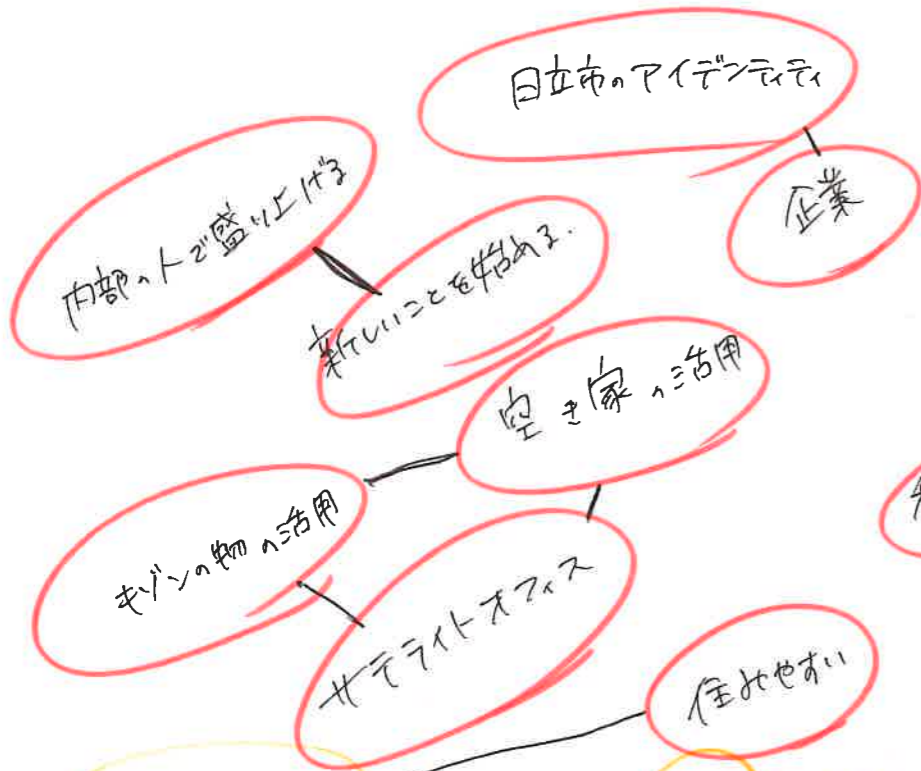 日立市のアイデンティティ
企業
内部の人で盛り上げる
新しいことを始める.
空き家の活用
キゾンの物の活用
サテライトオフィス
住みやすい